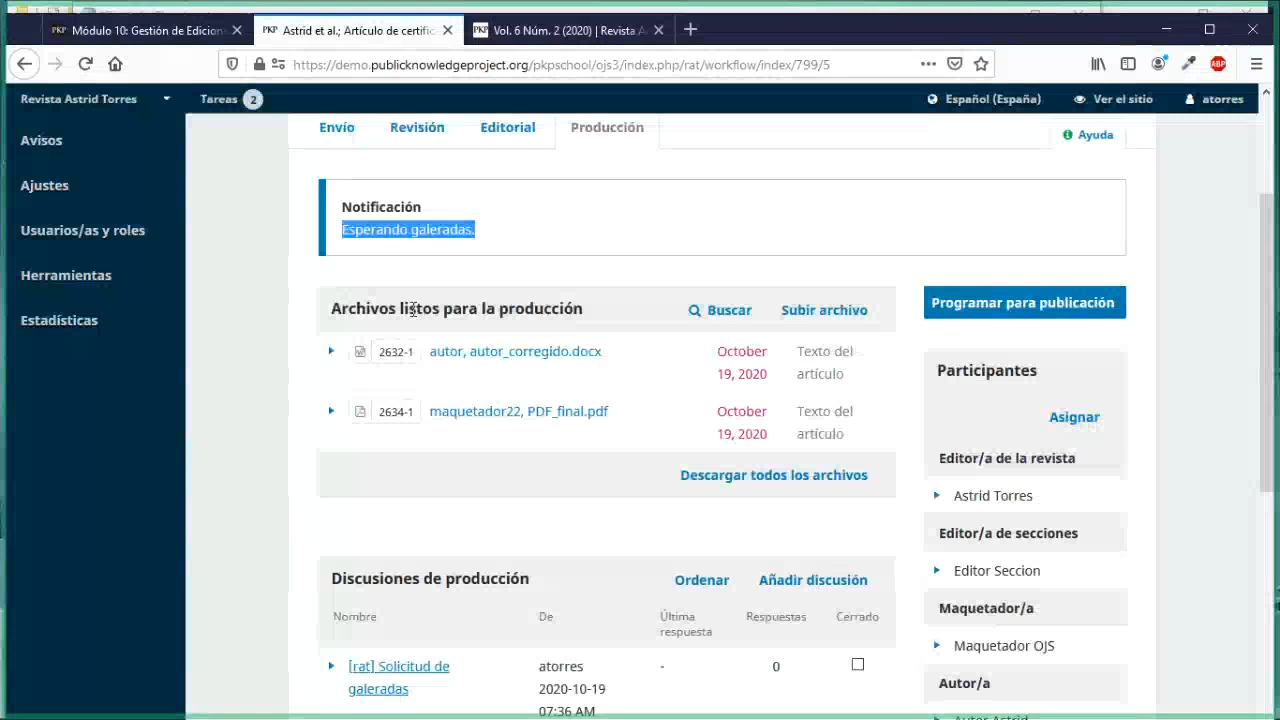 Módulo 10: Gestión de Edicion
Astrid et al.; Artículo de certific
Vol. 6 Núm. 2 (2020) | Revista A
https://demo.publicknowledgeproject.org/pkpschool/ojs3/index.php/rat/workflow/index/799/5
Revista Astrid Torres
Tareas 2
Español (España)
Ver el sitio
atorres
Avisos
Ajustes
Usuarios/as y roles
Herramientas
Estadísticas
Envío
Revisión
Editorial
Producción
Ayuda
Notificación
Esperando galeradas.
Archivos listos para la producción
Buscar
Subir archivo
2632-1 autor, autor_corregido.docx October 19, 2020 Texto del artículo
2634-1 maquetador22, PDF_final.pdf October 19, 2020 Texto del artículo
Descargar todos los archivos
Discusiones de producción
Ordenar
Añadir discusión
Nombre De Última respuesta Respuestas Cerrado
[rat] Solicitud de galeradas
atorres
2020-10-19
07:36 AM
-
0
Programar para publicación
Participantes
Asignar
Editor/a de la revista
Astrid Torres
Editor/a de secciones
Editor Seccion
Maquetador/a
Maquetador OJS
Autor/a
Autor Astrid